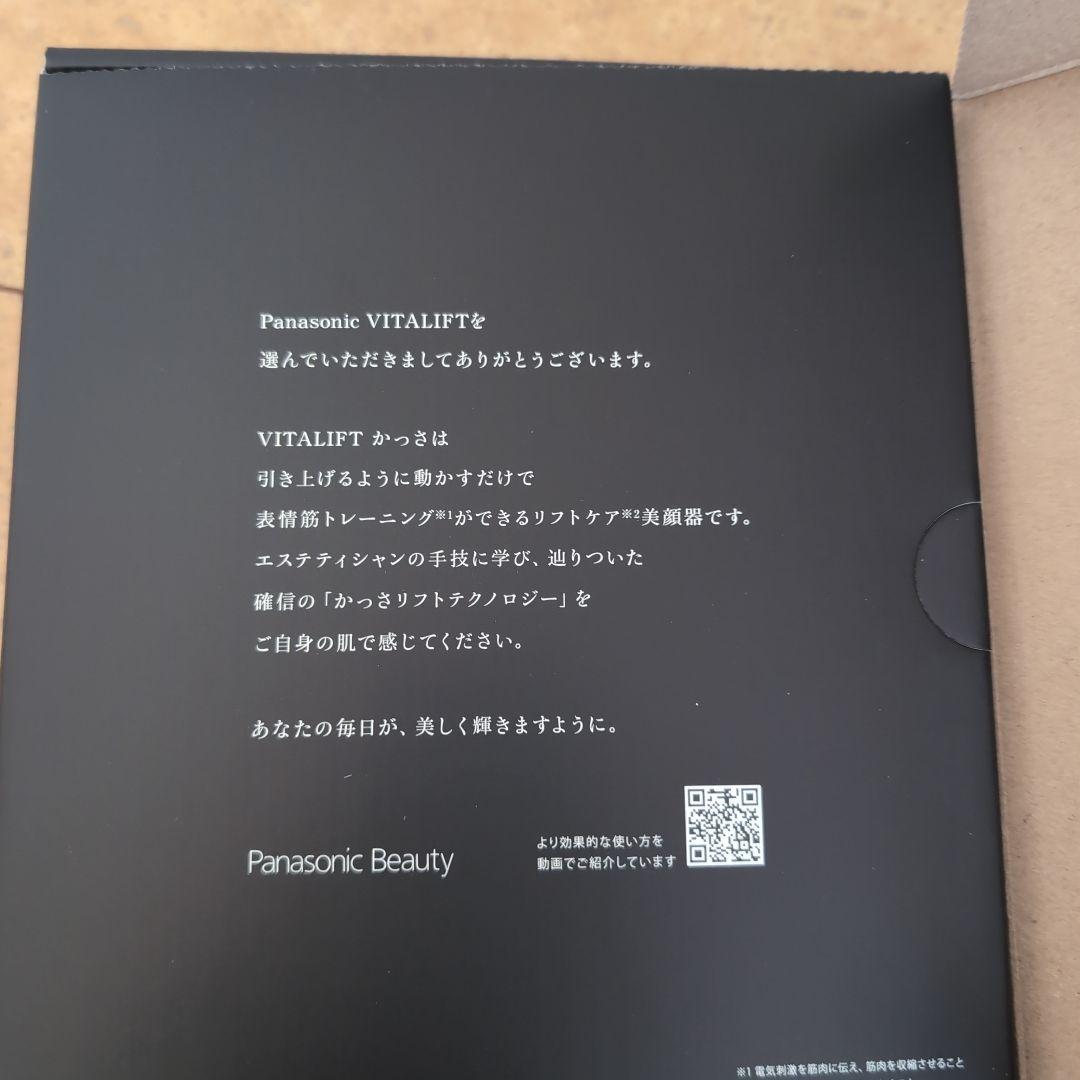 Panasonic VITALIFTを
選んでいただきましてありがとうございます。
VITALIFT かっさは
引き上げるように動かすだけで
表情筋トレーニング※1ができるリフトケア※2美顔器です。
エステティシャンの手技に学び、辿りついた
確信の「かっさリフトテクノロジー」を
ご自身の肌で感じてください。
あなたの毎日が、美しく輝きますように。
Panasonic Beauty
より効果的な使い方を
動画でご紹介しています
※1 電気刺激を筋肉に伝え、筋肉を収縮させること